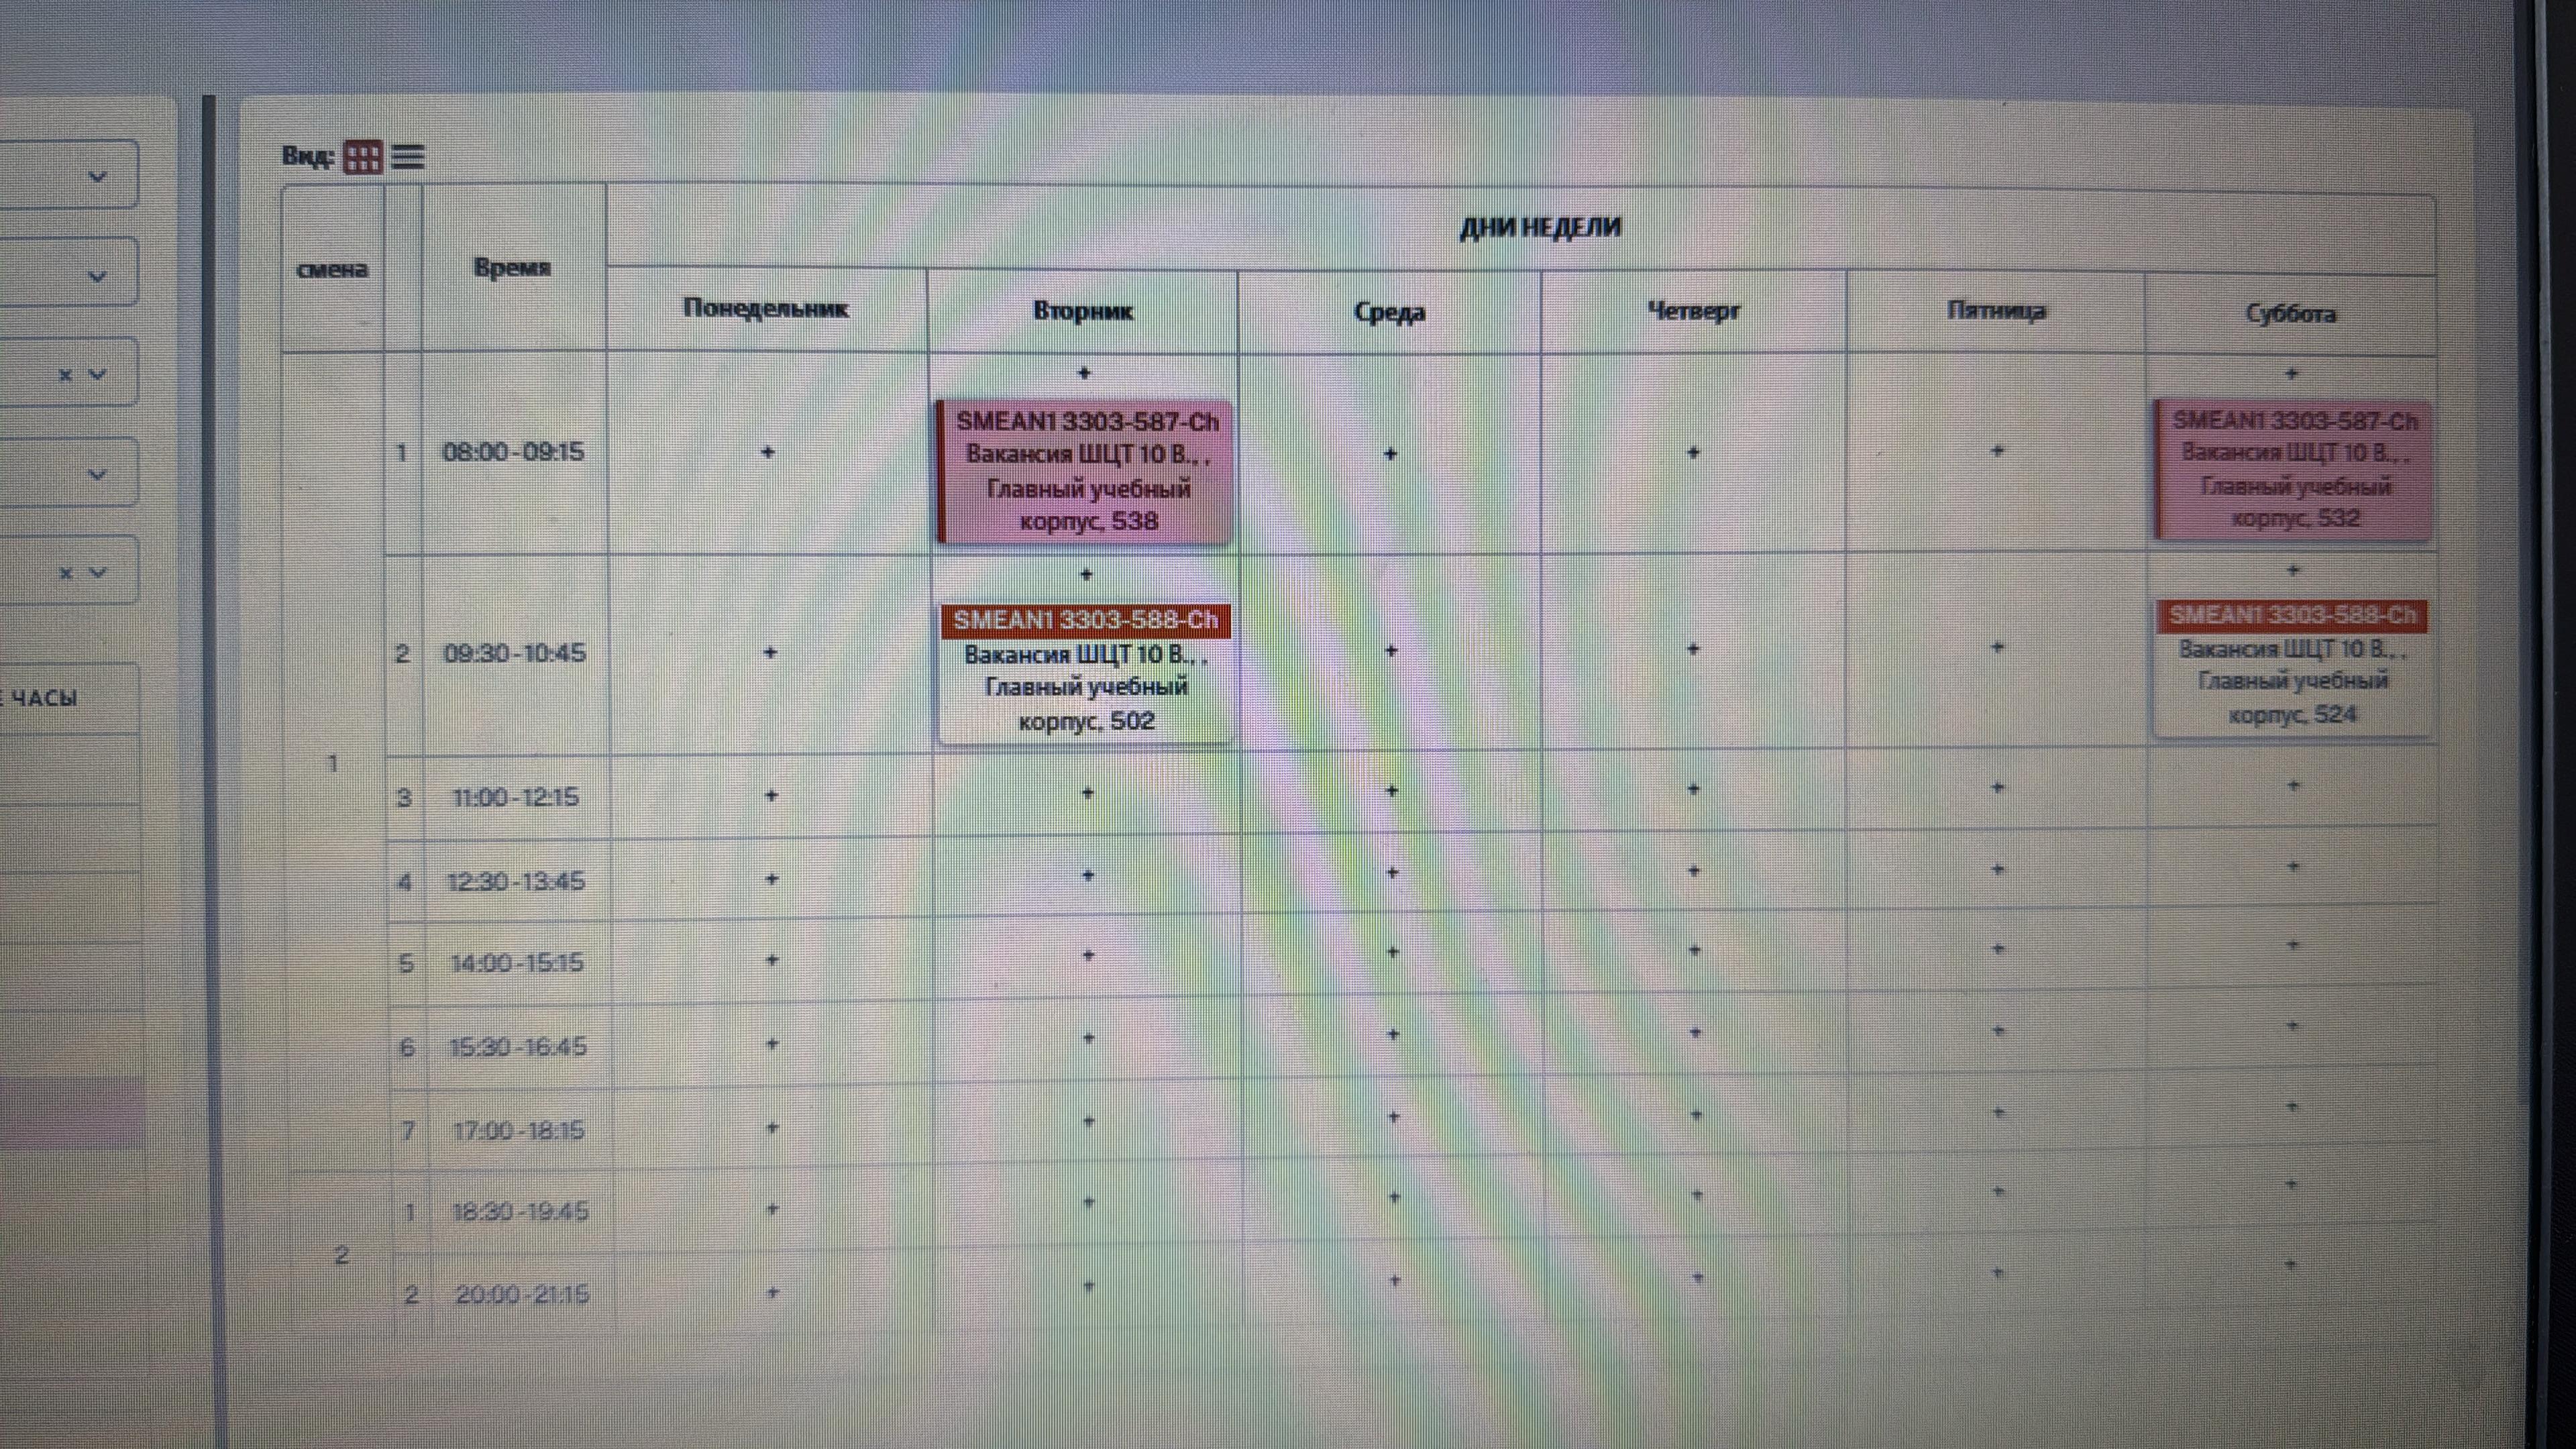 Вид:
смена
Время
ДНИ НЕДЕЛИ
Понедельник
Вторник
Среда
Четверг
Пятница
Суббота
1
1
08:00 - 09:15
+
+
SMEAN1 3303-587-Ch
Вакансия ШЦТ 10 В., ,
Главный учебный
корпус, 538
+
+
+
+
SMEAN1 3303-587-Ch
Вакансия ШЦТ 10 В., ,
Главный учебный
корпус, 532
2
09:30 - 10:45
+
+
SMEAN1 3303-588-Ch
Вакансия ШЦТ 10 В., ,
Главный учебный
корпус, 502
+
+
+
+
SMEAN1 3303-588-Ch
Вакансия ШЦТ 10 В., ,
Главный учебный
корпус, 524
3 11:00 - 12:15 + + + + + +
4 12:30 - 13:45 + + + + + +
5 14:00 - 15:15 + + + + + +
6 15:30 - 16:45 + + + + + +
7 17:00 - 18:15 + + + + + +
2
1 18:30 - 19:45 + + + + + +
2 20:00 - 21:15 + + + + + +
ЧАСЫ